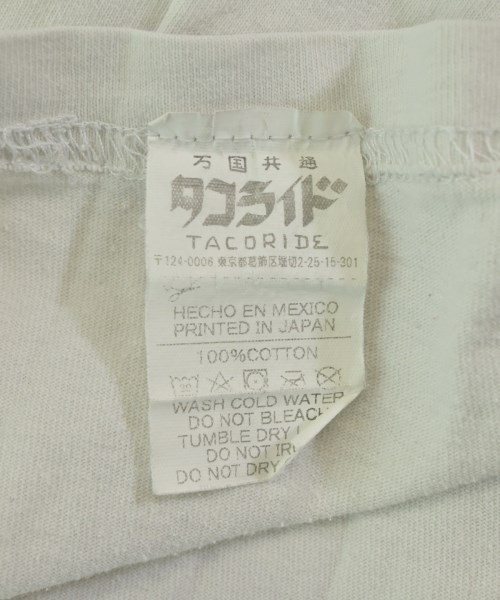 万国共通
タコライド
TACORIDE
〒124-0006 東京都葛飾区堀切2-25-15-301
HECHO EN MEXICO
PRINTED IN JAPAN
100%COTTON
WASH COLD WATER
DO NOT BLEACH
TUMBLE DRY
DO NOT IR
DO NOT DRY